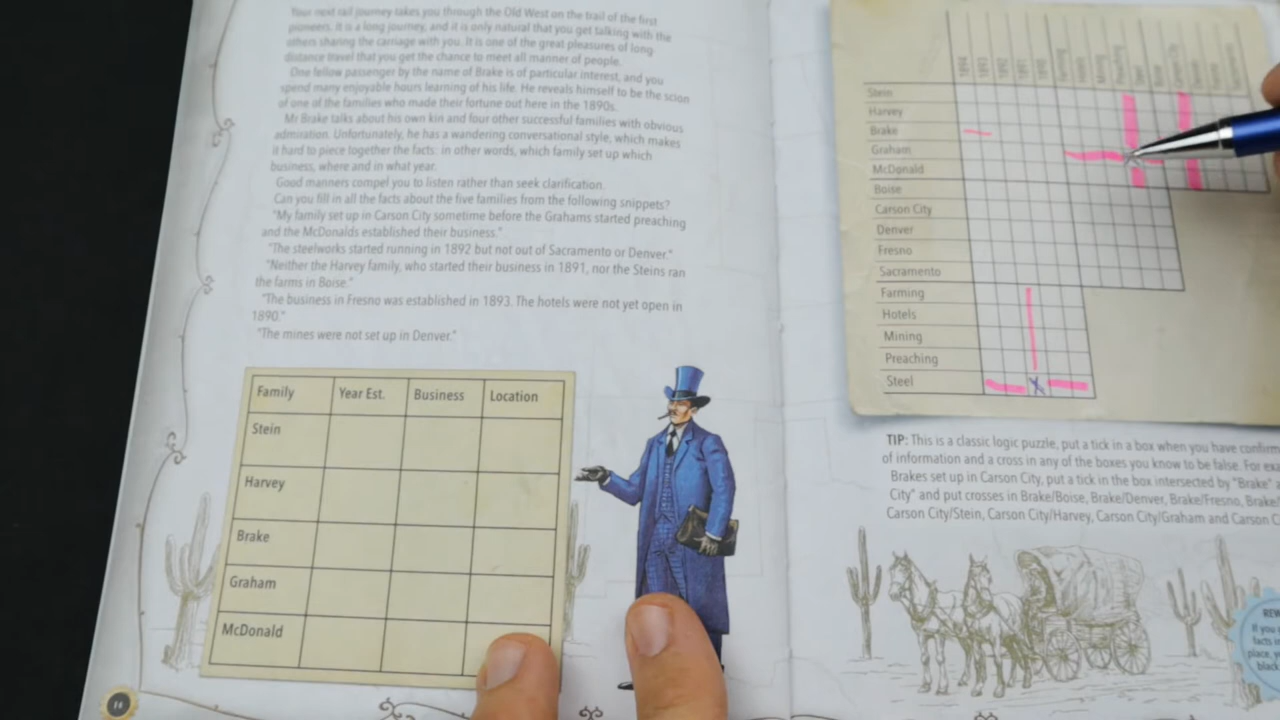 Your next rail journey takes you through the Old West on the trail of the first
pioneers. It is a long journey, and it is only natural that you get talking with the
others sharing the carriage with you. It is one of the great pleasures of long
distance travel that you get the chance to meet all manner of people.
One fellow passenger by the name of Brake is of particular interest, and you
spend many enjoyable hours learning of his life. He reveals himself to be the scion
of one of the families who made their fortune out here in the 1890s.
Mr Brake talks about his own kin and four other successful families with obvious
admiration. Unfortunately, he has a wandering conversational style, which makes
it hard to piece together the facts: in other words, which family set up which
business, where and in what year.
Good manners compel you to listen rather than seek clarification.
Can you fill in all the facts about the five families from the following snippets?
"My family set up in Carson City sometime before the Grahams started preaching
and the McDonalds established their business."
"The steelworks started running in 1892 but not out of Sacramento or Denver."
"Neither the Harvey family, who started their business in 1891, nor the Steins ran
the farms in Boise."
"The business in Fresno was established in 1893. The hotels were not yet open in
1890."
"The mines were not set up in Denver."
Family Year Est. Business Location
Stein
Harvey
Brake
Graham
McDonald
14
Stein
Harvey
Brake
Graham
McDonald
Boise
Carson City
Denver
Fresno
Sacramento
Farming
Hotels
Mining
Preaching
Steel
TIP: This is a classic logic puzzle, put a tick in a box when you have confirm
of information and a cross in any of the boxes you know to be false. For exa
Brakes set up in Carson City, put a tick in the box intersected by "Brake" a
City" and put crosses in Brake/Boise, Brake/Denver, Brake/Fresno, Brake
Carson City/Stein, Carson City/Harvey, Carson City/Graham and Carson C
REW
If you
facts in
place, y
black